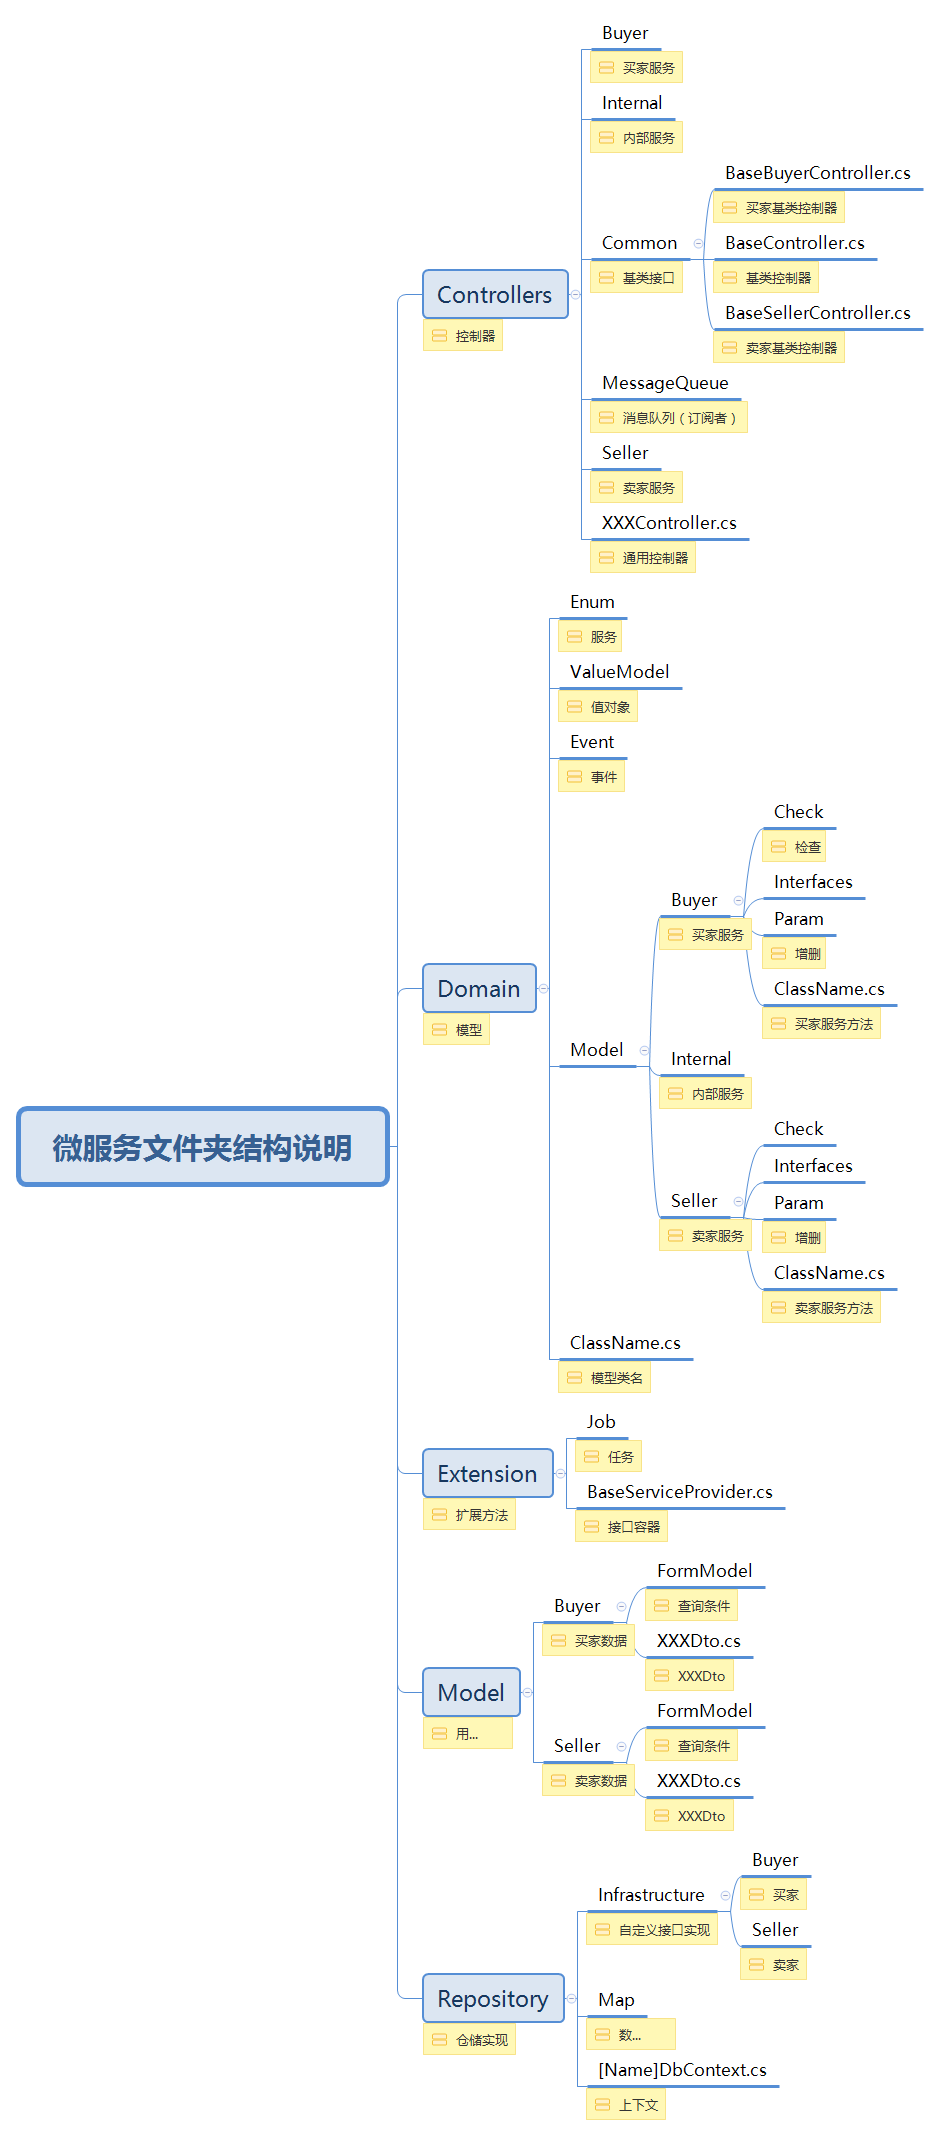 微服务文件夹结构说明
Controllers
控制器
Buyer
买家服务
Internal
内部服务
Common
基类接口
BaseBuyerController.cs
买家基类控制器
BaseController.cs
基类控制器
BaseSellerController.cs
卖家基类控制器
MessageQueue
消息队列（订阅者）
Seller
卖家服务
XXXController.cs
通用控制器
Domain
模型
Enum
服务
ValueModel
值对象
Event
事件
Model
Buyer
买家服务
Check
检查
Interfaces
Param
增删
ClassName.cs
买家服务方法
Internal
内部服务
Seller
卖家服务
Check
Interfaces
Param
增删
ClassName.cs
卖家服务方法
ClassName.cs
模型类名
Extension
扩展方法
Job
任务
BaseServiceProvider.cs
接口容器
Model
用...
Buyer
买家数据
FormModel
查询条件
XXXDto.cs
XXXDto
Seller
卖家数据
FormModel
查询条件
XXXDto.cs
XXXDto
Repository
仓储实现
Infrastructure
自定义接口实现
Buyer
买家
Seller
卖家
Map
数...
[Name]DbContext.cs
上下文